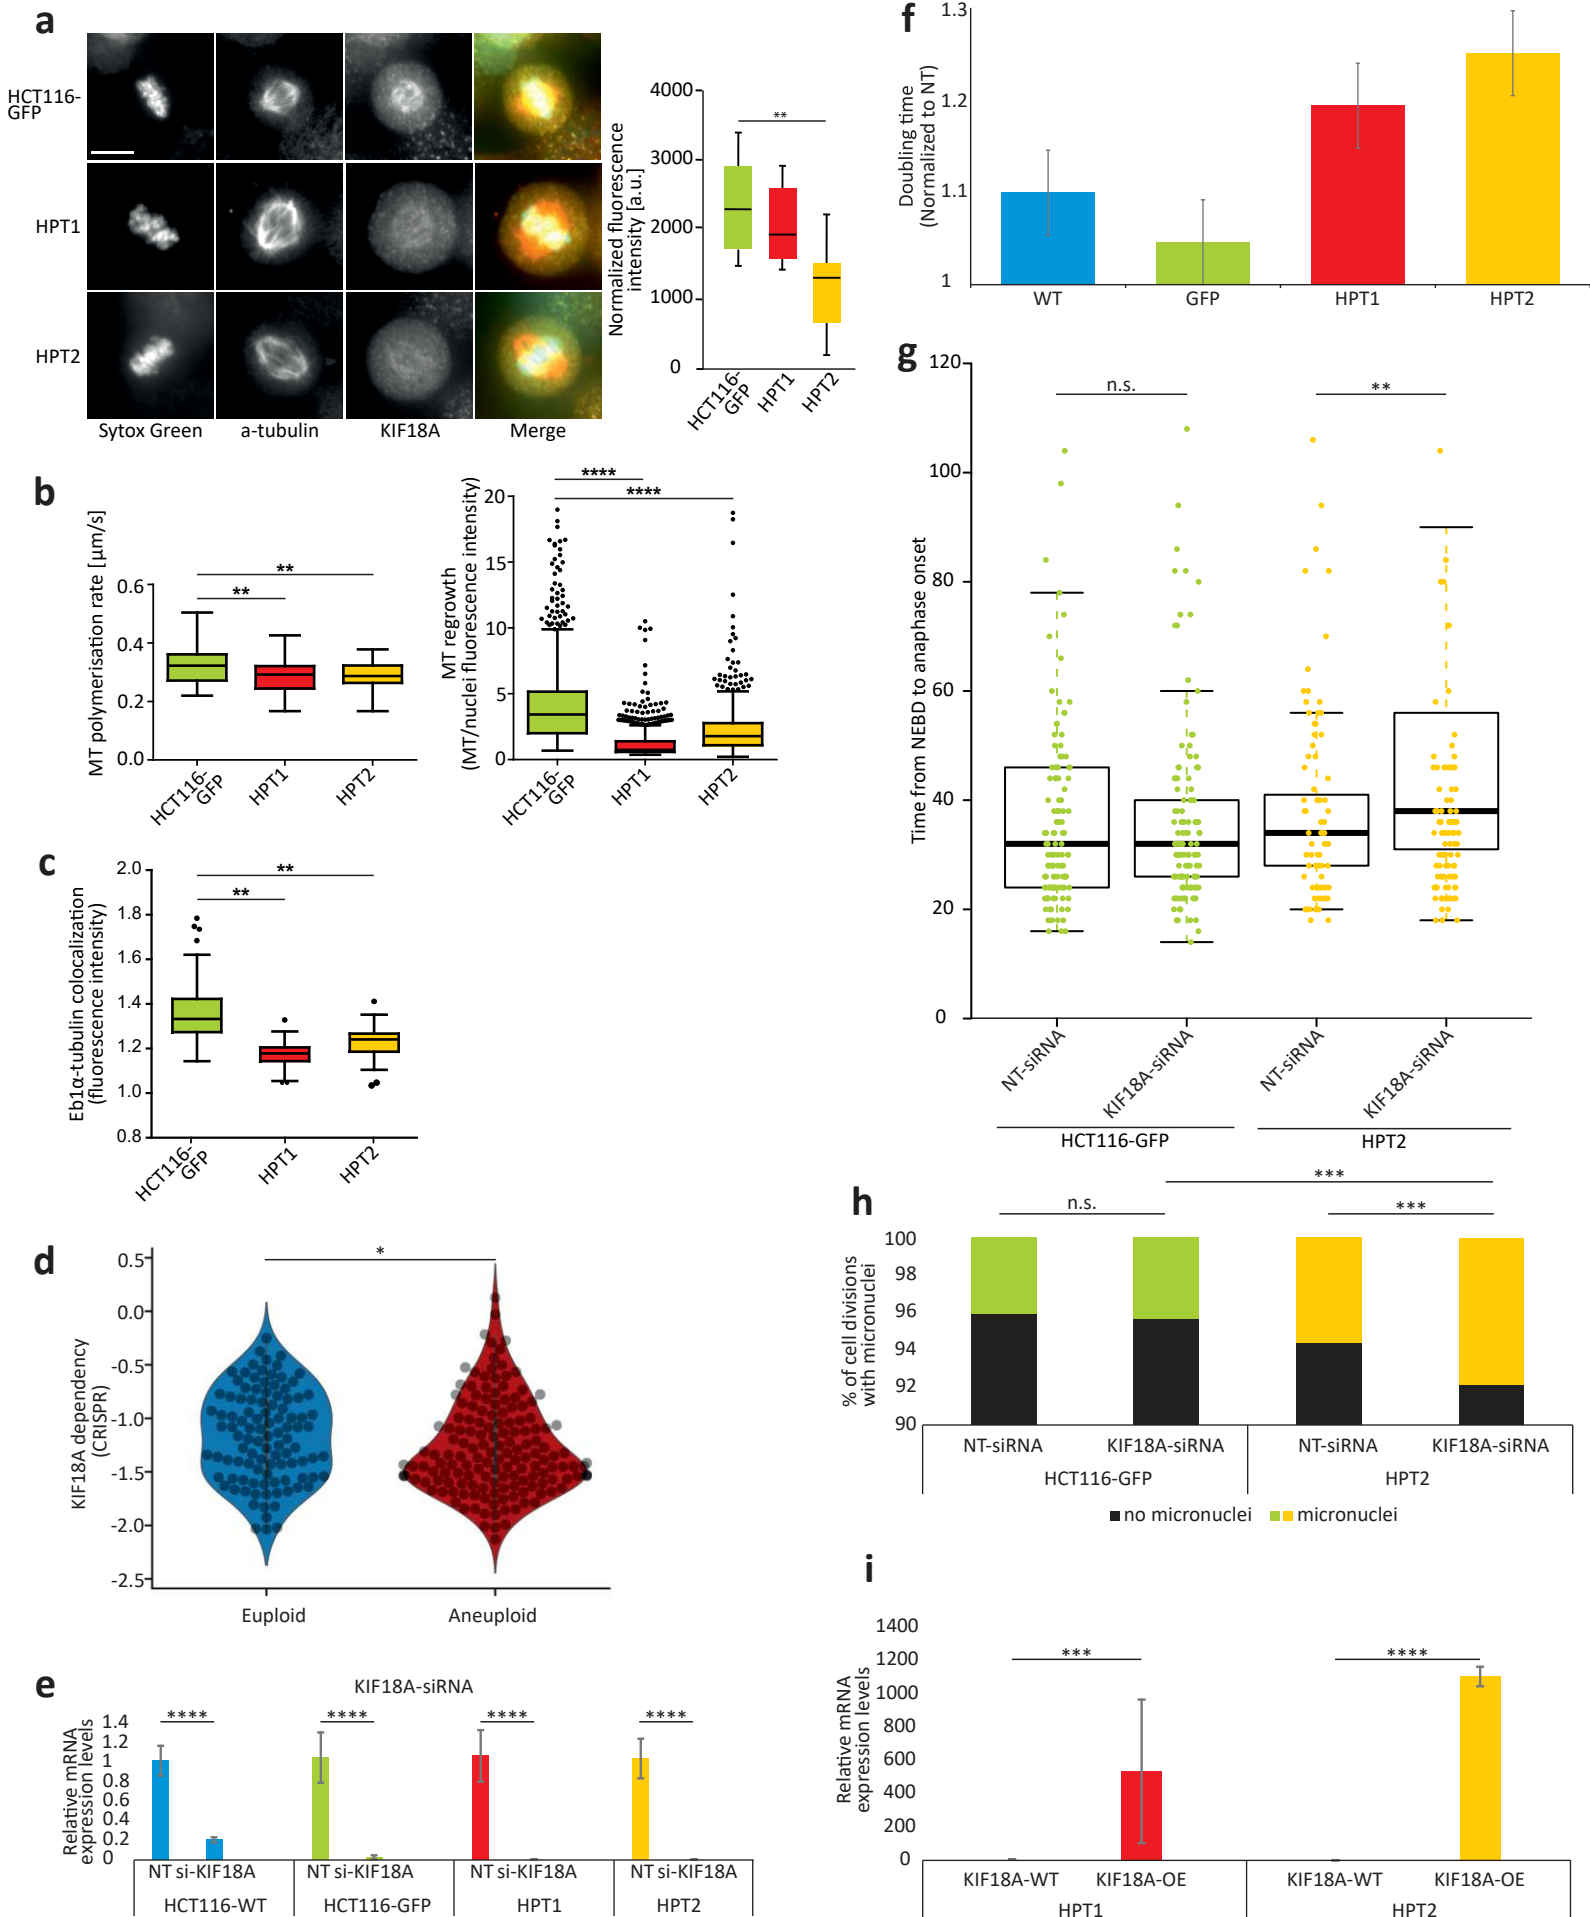 a
HCT116-
GFP
HPT1
HPT2
Sytox Green
a-tubulin
KIF18A
Merge
Normalized fluorescence
intensity [a.u.]
4000
3000
2000
1000
0
**
HCT116-
GFP
HPT1
HPT2
b
MT polymerisation rate [µm/s]
0.6
0.4
0.2
0.0
**
**
HCT116-
GFP
HPT1
HPT2
MT regrowth
(MT/nuclei fluorescence intensity)
20
15
10
5
0
****
****
HCT116-
GFP
HPT1
HPT2
c
Eb1α-tubulin colocalization
(fluorescence intensity)
2.0
1.8
1.6
1.4
1.2
1.0
0.8
**
**
HCT116-
GFP
HPT1
HPT2
d
KIF18A dependency
(CRISPR)
0.5
0.0
-0.5
-1.0
-1.5
-2.0
-2.5
*
Euploid
Aneuploid
e
KIF18A-siRNA
Relative mRNA
expression levels
1.4
1.2
1
0.8
0.6
0.4
0.2
0
****
****
****
****
NT si-KIF18A
NT si-KIF18A
NT si-KIF18A
NT si-KIF18A
HCT116-WT
HCT116-GFP
HPT1
HPT2
f
Doubling time
(Normalized to NT)
1.3
1.2
1.1
1
WT
GFP
HPT1
HPT2
g
Time from NEBD to anaphase onset
120
100
80
60
40
20
0
n.s.
**
NT-siRNA
KIF18A-siRNA
NT-siRNA
KIF18A-siRNA
HCT116-GFP
HPT2
h
% of cell divisions
with micronuclei
100
98
96
94
92
90
n.s.
***
***
NT-siRNA
KIF18A-siRNA
NT-siRNA
KIF18A-siRNA
HCT116-GFP
HPT2
no micronuclei
micronuclei
i
Relative mRNA
expression levels
1400
1200
1000
800
600
400
200
0
***
****
KIF18A-WT
KIF18A-OE
KIF18A-WT
KIF18A-OE
HPT1
HPT2